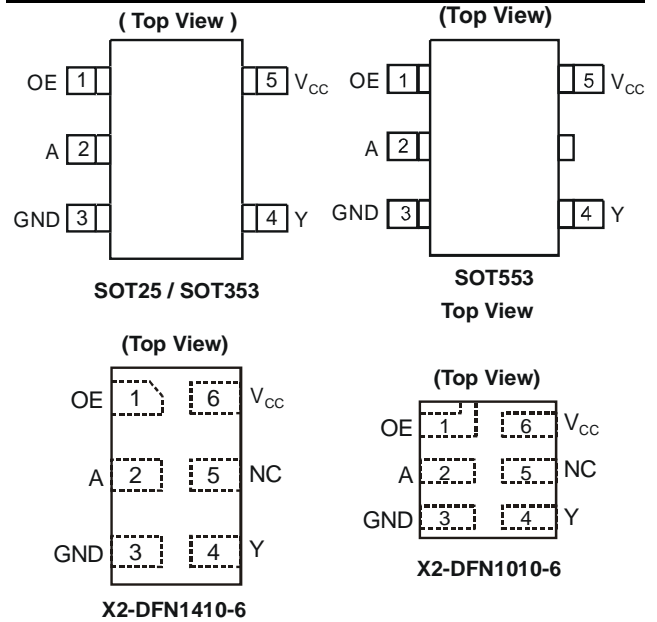 ( Top View )
OE 1 5 VCC
A 2
GND 3 4 Y
SOT25 / SOT353
(Top View)
OE 1 5 VCC
A 2
GND 3 4 Y
SOT553
Top View
(Top View)
OE 1 6 VCC
A 2 5 NC
GND 3 4 Y
X2-DFN1410-6
(Top View)
OE 1 6 VCC
A 2 5 NC
GND 3 4 Y
X2-DFN1010-6